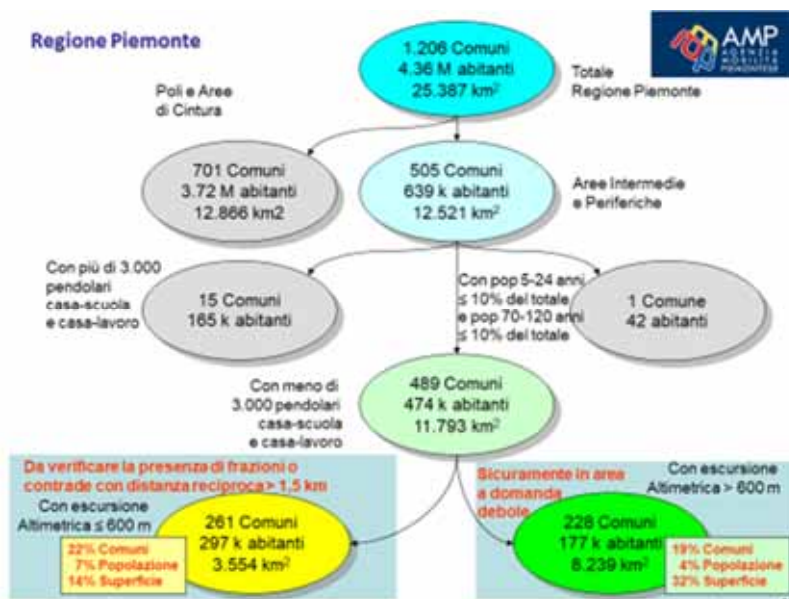 Regione Piemonte
AMP
AGENZIA
MOBILITÀ
PIEMONTESE
1.206 Comuni
4.36 M abitanti
25.387 km²
Totale
Regione Piemonte
Poli e Aree
di Cintura
701 Comuni
3.72 M abitanti
12.866 km2
505 Comuni
639 k abitanti
12.521 km²
Aree Intermedie
e Periferiche
Con più di 3.000
pendolari
casa-scuola
e casa-lavoro
15 Comuni
165 k abitanti
Con pop 5-24 anni
≤ 10% del totale
e pop 70-120 anni
≤ 10% del totale
1 Comune
42 abitanti
Con meno di
3.000 pendolari
casa-scuola
e casa-lavoro
489 Comuni
474 k abitanti
11.793 km²
Da verificare la presenza di frazioni o
contrade con distanza reciproca > 1,5 km
Con escursione
Altimetrica ≤ 600 m
261 Comuni
297 k abitanti
3.554 km²
22% Comuni
7% Popolazione
14% Superficie
Sicuramente in area
a domanda
debole
Con escursione
Altimetrica > 600 m
228 Comuni
177 k abitanti
8.239 km²
19% Comuni
4% Popolazione
32% Superficie